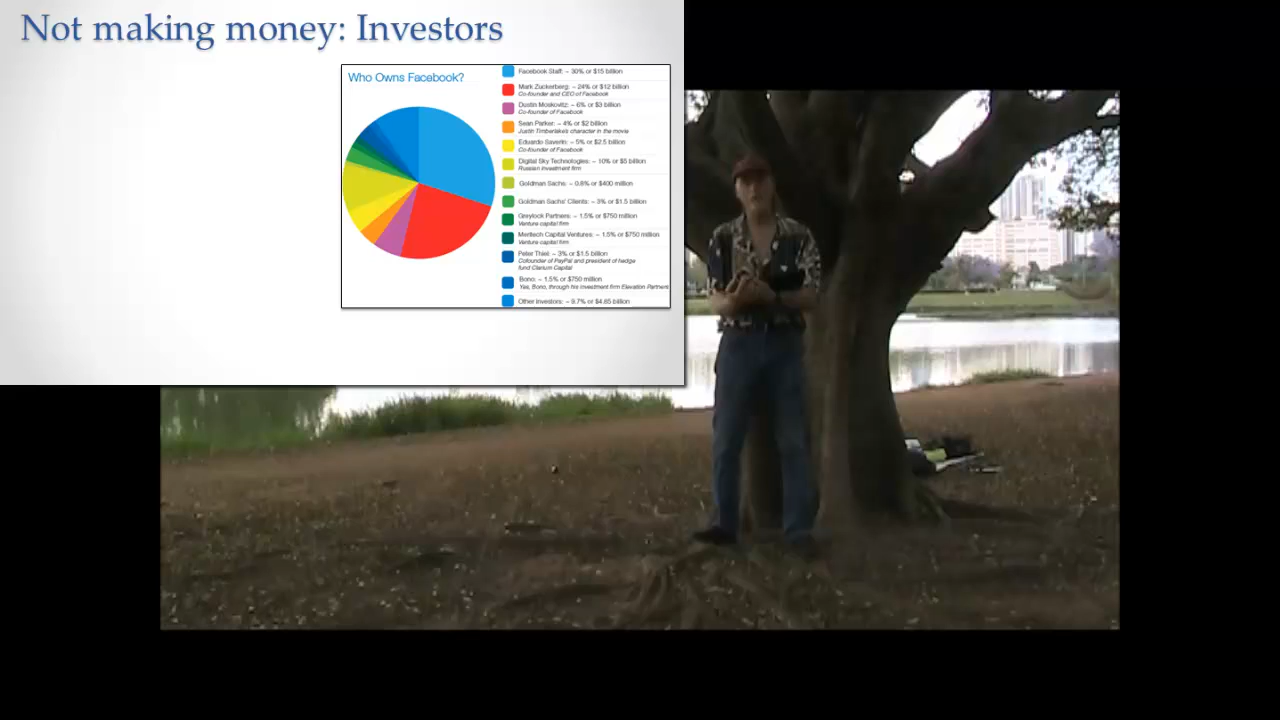 Not making money: Investors
Who Owns Facebook?
Facebook Staff: ~ 30% or $15 billion
Mark Zuckerberg: ~ 24% or $12 billion
Co-founder and CEO of Facebook
Dustin Moskovitz: ~ 6% or $3 billion
Co-founder of Facebook
Sean Parker: ~ 4% or $2 billion
Justin Timberlake's character in the movie
Eduardo Saverin: ~ 5% or $2.5 billion
Co-founder of Facebook
Digital Sky Technologies: ~ 10% or $5 billion
Russian investment firm
Goldman Sachs: ~ 0.8% or $400 million
Goldman Sachs' Clients: ~ 3% or $1.5 billion
Greylock Partners: ~ 1.5% or $750 million
Venture capital firm
Meritech Capital Ventures: ~ 1.5% or $750 million
Venture capital firm
Peter Thiel: ~ 3% or $1.5 billion
Cofounder of PayPal and president of hedge
fund Clarium Capital
Bono: ~ 1.5% or $750 million
Yes, Bono, through his investment firm Elevation Partners
Other investors: ~ 9.7% or $4.85 billion